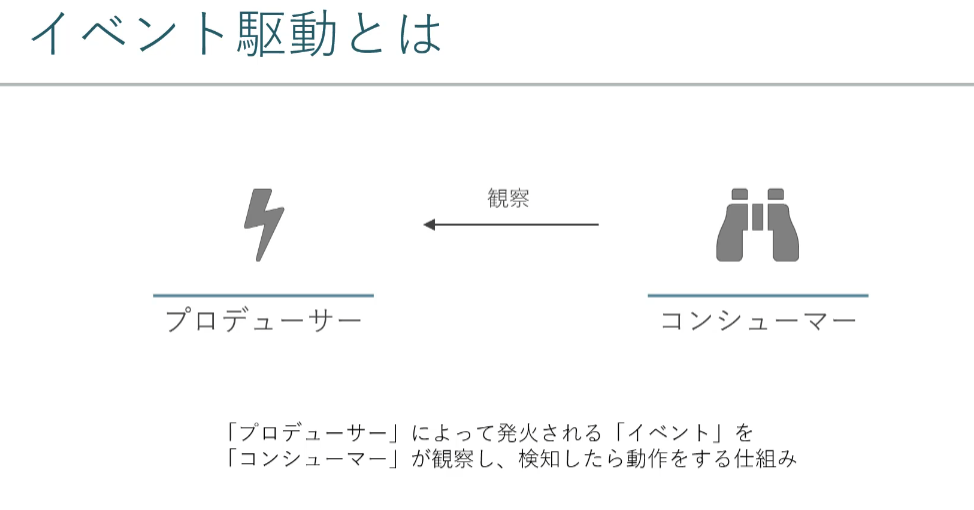 イベント駆動とは
観察
プロデューサー
コンシューマー
「プロデューサー」によって発火される「イベント」を
「コンシューマー」が観察し、検知したら動作をする仕組み